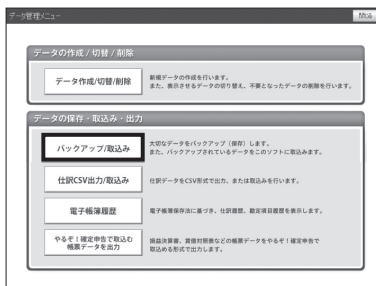 データ管理メニュー
閉じる
データの作成 / 切替 / 削除
データ作成/切替/削除
新規データの作成を行います。
また、表示させるデータの切り替え、不要となったデータの削除を行います。
データの保存・取込み・出力
バックアップ/取込み
大切なデータをバックアップ（保存）します。
また、バックアップされているデータをこのソフトに取込みます。
仕訳CSV出力/取込み
仕訳データをCSV形式で出力、または取込みを行います。
電子帳簿履歴
電子帳簿保存法に基づき、仕訳履歴、勘定項目履歴を表示します。
やるぞ！確定申告で取込む
帳票データを出力
損益決算書、貸借対照表などの帳票データをやるぞ！確定申告で
取込める形式で出力します。